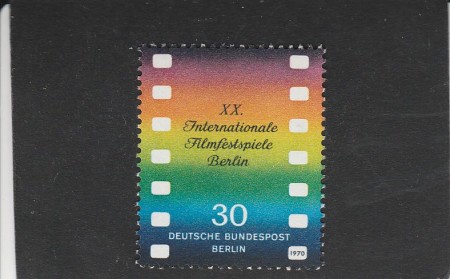 XX.
Internationale
Filmfestspiele
Berlin
30
DEUTSCHE BUNDESPOST
BERLIN
1970